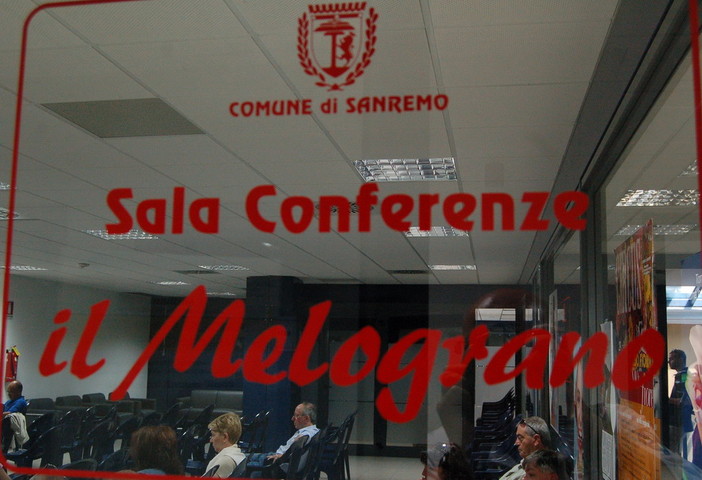 COMUNE di SANREMO
Sala Conferenze
il Melograno